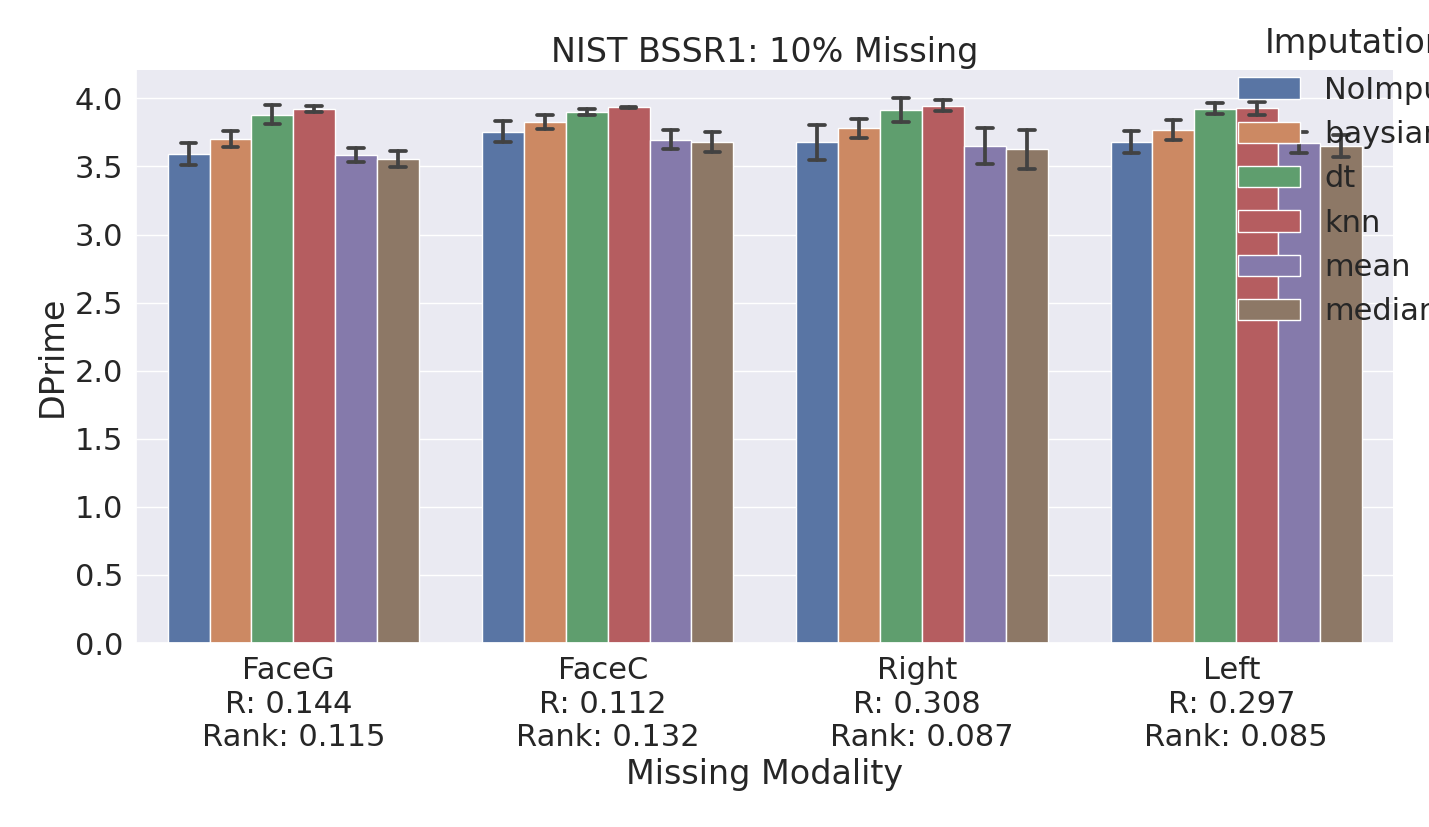 NIST BSSR1: 10% Missing
Imputation
NoImpu
baysian
dt
knn
mean
median
DPrime
4.0
3.5
3.0
2.5
2.0
1.5
1.0
0.5
0.0
FaceG
R: 0.144
Rank: 0.115
FaceC
R: 0.112
Rank: 0.132
Right
R: 0.308
Rank: 0.087
Left
R: 0.297
Rank: 0.085
Missing Modality